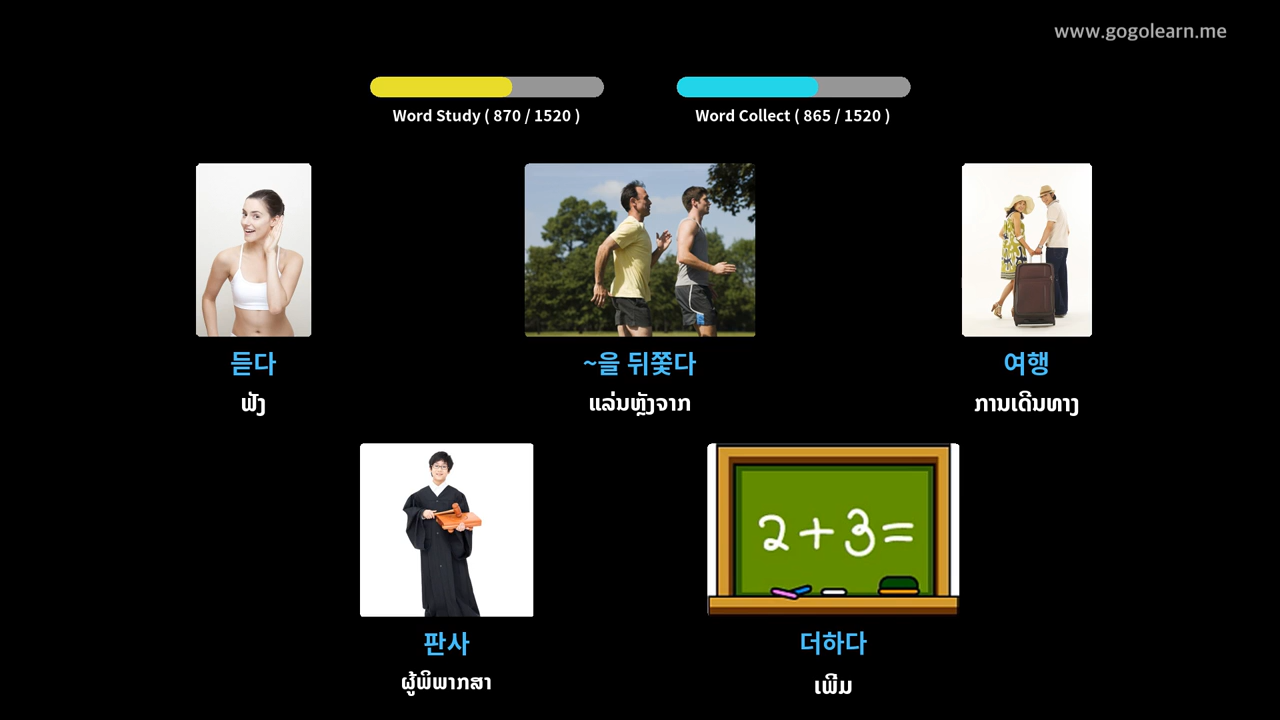 www.gogolearn.me
Word Study ( 870 / 1520 )
Word Collect ( 865 / 1520 )
듣다
~을 뒤쫓다
여행
ຟັງ
ແລ່ນຫຼັງຈາກ
ການເດີນທາງ
2+3=
판사
더하다
ຜູ້ພິພາກສາ
ເພີ່ມ